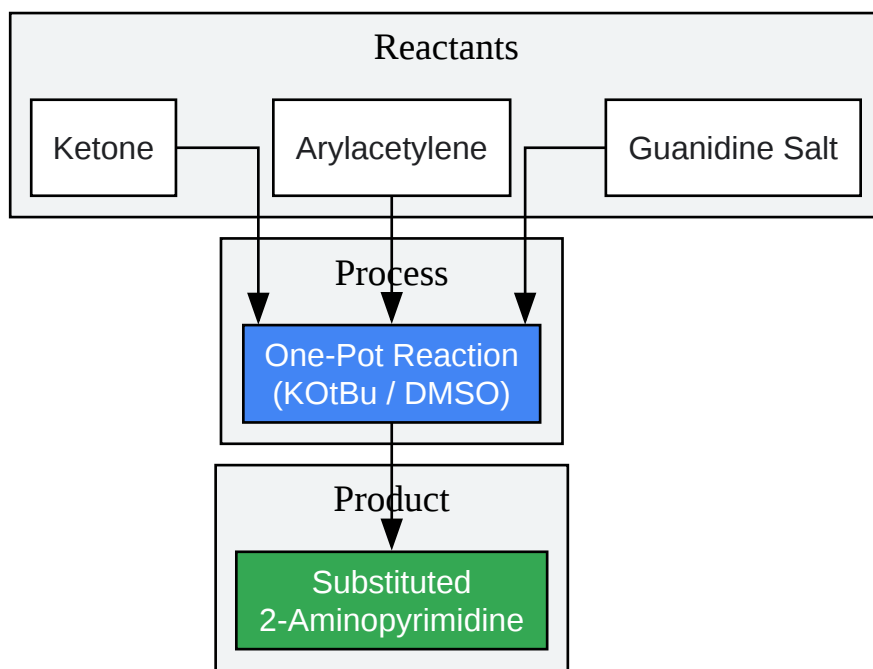 Reactants
Ketone
Arylacetylene
Guanidine Salt
Process
One-Pot Reaction
(KOtBu / DMSO)
Product
Substituted
2-Aminopyrimidine